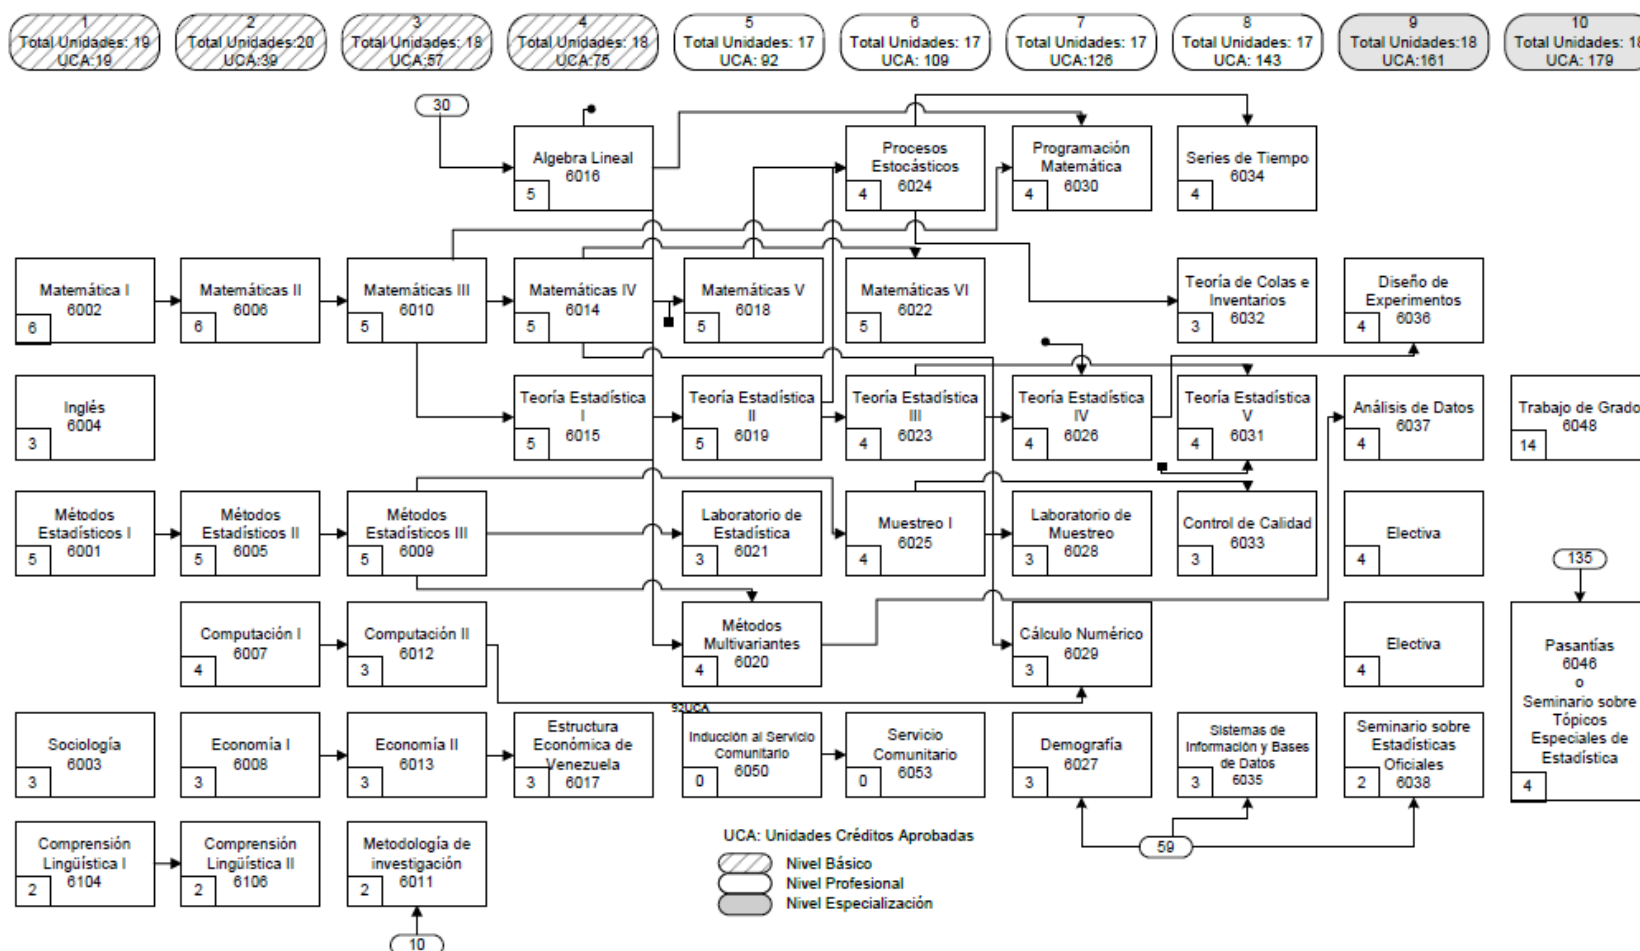 1
Total Unidades: 19
UCA:19
2
Total Unidades:20
UCA:39
3
Total Unidades: 18
UCA:57
4
Total Unidades: 18
UCA:75
5
Total Unidades: 17
UCA: 92
6
Total Unidades: 17
UCA: 109
7
Total Unidades: 17
UCA:126
8
Total Unidades: 17
UCA: 143
9
Total Unidades:18
UCA:161
10
Total Unidades: 18
UCA: 179
30
Algebra Lineal
6016
5
Procesos
Estocásticos
6024
4
Programación
Matemática
6030
4
Series de Tiempo
6034
4
Matemática I
6002
6
Matemáticas II
6006
6
Matemáticas III
6010
5
Matemáticas IV
6014
5
Matemáticas V
6018
5
Matemáticas VI
6022
5
Teoría de Colas e
Inventarios
6032
3
Diseño de
Experimentos
6036
4
Inglés
6004
3
Teoría Estadística
I
6015
5
Teoría Estadística
II
6019
5
Teoría Estadística
III
6023
4
Teoría Estadística
IV
6026
4
Teoría Estadística
V
6031
4
Análisis de Datos
6037
4
Trabajo de Grado
6048
14
Métodos
Estadísticos I
6001
5
Métodos
Estadísticos II
6005
5
Métodos
Estadísticos III
6009
5
Laboratorio de
Estadística
6021
3
Muestreo I
6025
4
Laboratorio de
Muestreo
6028
3
Control de Calidad
6033
3
Electiva
4
135
Computación I
6007
4
Computación II
6012
3
Métodos
Multivariantes
6020
4
Cálculo Numérico
6029
3
Electiva
4
Pasantías
6046
o
Seminario sobre
Tópicos
Especiales de
Estadística
4
92UCA
Sociología
6003
3
Economía I
6008
3
Economía II
6013
3
Estructura
Económica de
Venezuela
6017
3
Inducción al Servicio
Comunitario
6050
0
Servicio
Comunitario
6053
0
Demografía
6027
3
Sistemas de
Información y Bases
de Datos
6035
3
Seminario sobre
Estadísticas
Oficiales
6038
2
59
Comprensión
Lingüística I
6104
2
Comprensión
Lingüística II
6106
2
Metodología de
investigación
6011
2
10
UCA: Unidades Créditos Aprobadas
Nivel Básico
Nivel Profesional
Nivel Especialización